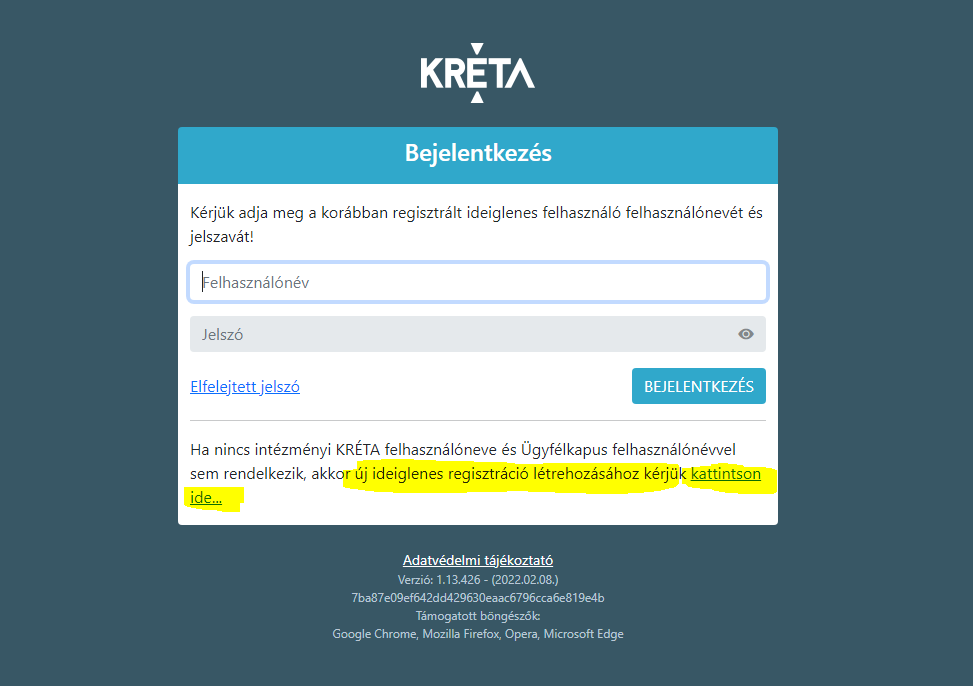 KRÉTA
Bejelentkezés
Kérjük adja meg a korábban regisztrált ideiglenes felhasználó felhasználónevét és
jelszavát!
Felhasználónév
Jelszó
Elfelejtett jelszó
BEJELENTKEZÉS
Ha nincs intézményi KRÉTA felhasználóneve és Ügyfélkapus felhasználónévvel
sem rendelkezik, akkor új ideiglenes regisztráció létrehozásához kérjük kattintson
ide...
Adatvédelmi tájékoztató
Verzió: 1.13.426 - (2022.02.08.)
7ba87e09ef642dd429630eaac6796cca6e819e4b
Támogatott böngészők:
Google Chrome, Mozilla Firefox, Opera, Microsoft Edge